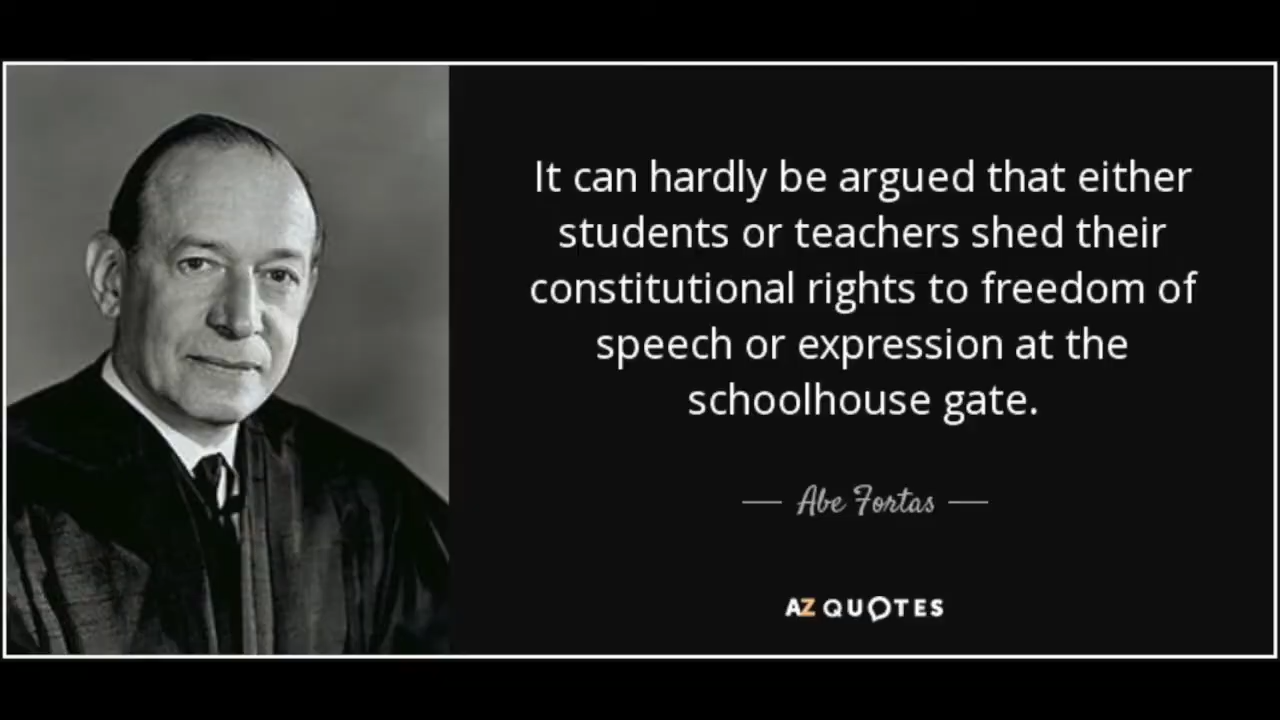 It can hardly be argued that either
students or teachers shed their
constitutional rights to freedom of
speech or expression at the
schoolhouse gate.
Abe Fortas
AZ QUOTES